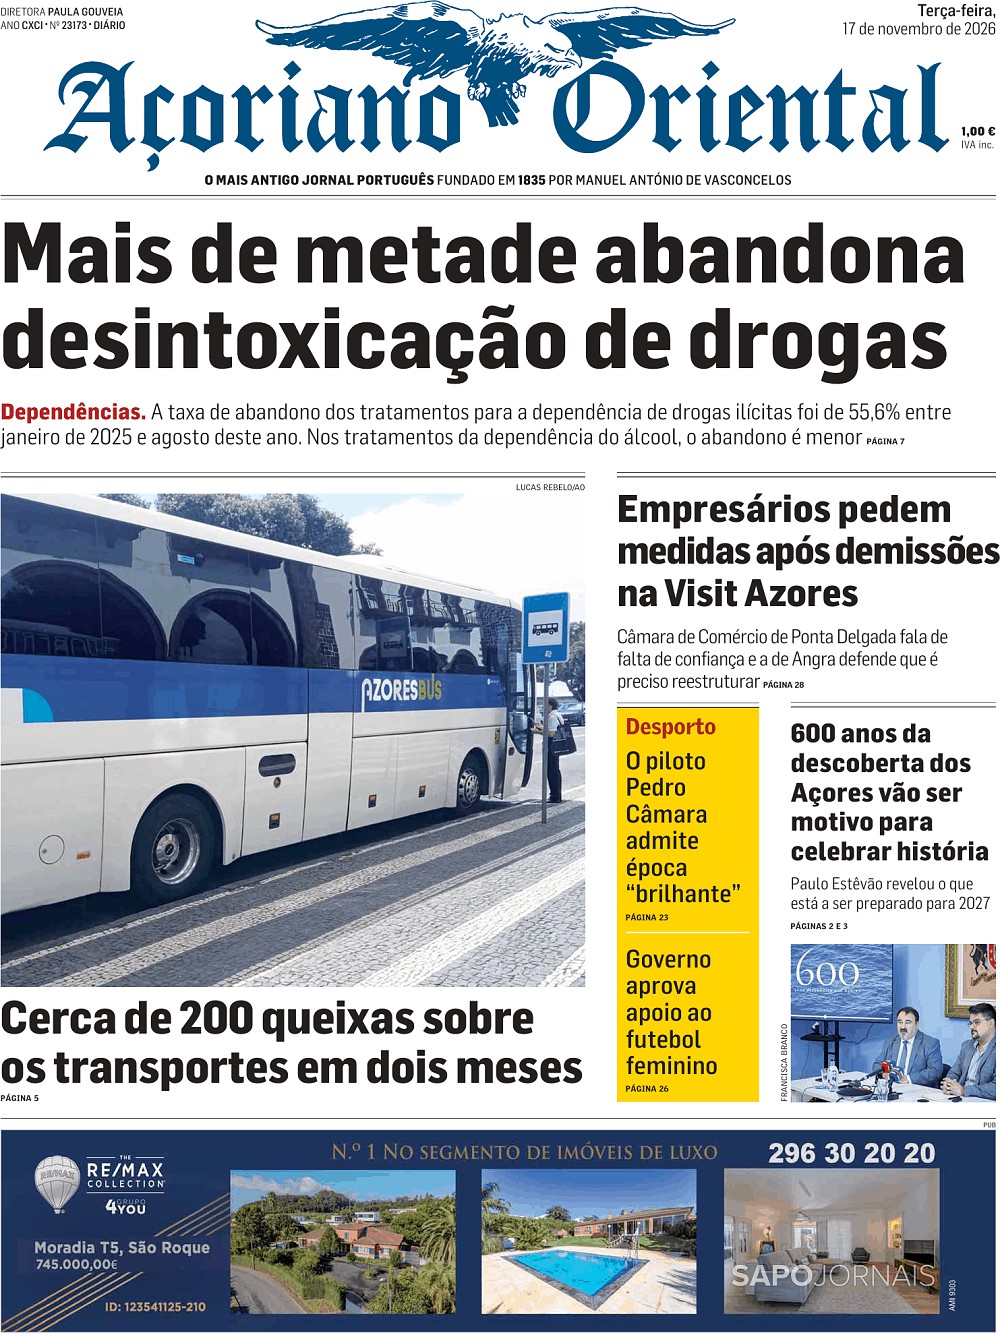 DIRETORA PAULA GOUVEIA
ANO CXCI • Nº 23173 • DIÁRIO
Terça-feira,
17 de novembro de 2026
Açoriano Oriental
1,00 €
IVA inc.
O MAIS ANTIGO JORNAL PORTUGUÊS FUNDADO EM 1835 POR MANUEL ANTÓNIO DE VASCONCELOS
Mais de metade abandona
desintoxicação de drogas
Dependências. A taxa de abandono dos tratamentos para a dependência de drogas ilícitas foi de 55,6% entre
janeiro de 2025 e agosto deste ano. Nos tratamentos da dependência do álcool, o abandono é menor PÁGINA 7
LUCAS REBELO/AO
AZORESBUS
Cerca de 200 queixas sobre
os transportes em dois meses
PÁGINA 5
Empresários pedem
medidas após demissões
na Visit Azores
Câmara de Comércio de Ponta Delgada fala de
falta de confiança e a de Angra defende que é
preciso reestruturar PÁGINA 28
Desporto
O piloto
Pedro
Câmara
admite
época
“brilhante”
PÁGINA 23
Governo
aprova
apoio ao
futebol
feminino
PÁGINA 26
600 anos da
descoberta dos
Açores vão ser
motivo para
celebrar história
Paulo Estêvão revelou o que
está a ser preparado para 2027
PÁGINAS 2 E 3
600
FRANCISCA BRANCO
PUB
THE
RE/MAX
COLLECTION
RE/MAX
4 GRUPO
YOU
N.º 1 NO SEGMENTO DE IMÓVEIS DE LUXO
296 30 20 20
Moradia T5, São Roque
745.000,00€
ID: 123541125-210
SAPOJORNAIS
AMI 9303